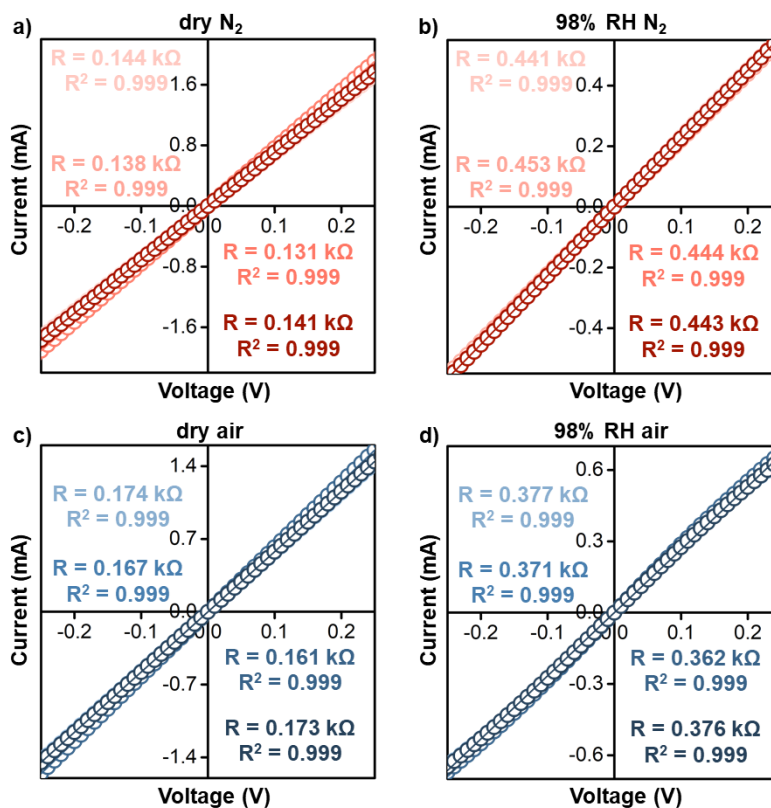 a)
dry N₂
Current (mA)
1.6
0.8
0.0
-0.8
-1.6
-0.2
-0.1
0.0
0.1
0.2
R = 0.144 kΩ
R² = 0.999
R = 0.138 kΩ
R² = 0.999
R = 0.131 kΩ
R² = 0.999
R = 0.141 kΩ
R² = 0.999
Voltage (V)
b)
98% RH N₂
Current (mA)
0.4
0.2
0.0
-0.2
-0.4
-0.2
-0.1
0.0
0.1
0.2
R = 0.441 kΩ
R² = 0.999
R = 0.453 kΩ
R² = 0.999
R = 0.444 kΩ
R² = 0.999
R = 0.443 kΩ
R² = 0.999
Voltage (V)
c)
dry air
Current (mA)
1.4
0.7
0.0
-0.7
-1.4
-0.2
-0.1
0.0
0.1
0.2
R = 0.174 kΩ
R² = 0.999
R = 0.167 kΩ
R² = 0.999
R = 0.161 kΩ
R² = 0.999
R = 0.173 kΩ
R² = 0.999
Voltage (V)
d)
98% RH air
Current (mA)
0.6
0.3
0.0
-0.3
-0.6
-0.2
-0.1
0.0
0.1
0.2
R = 0.377 kΩ
R² = 0.999
R = 0.371 kΩ
R² = 0.999
R = 0.362 kΩ
R² = 0.999
R = 0.376 kΩ
R² = 0.999
Voltage (V)